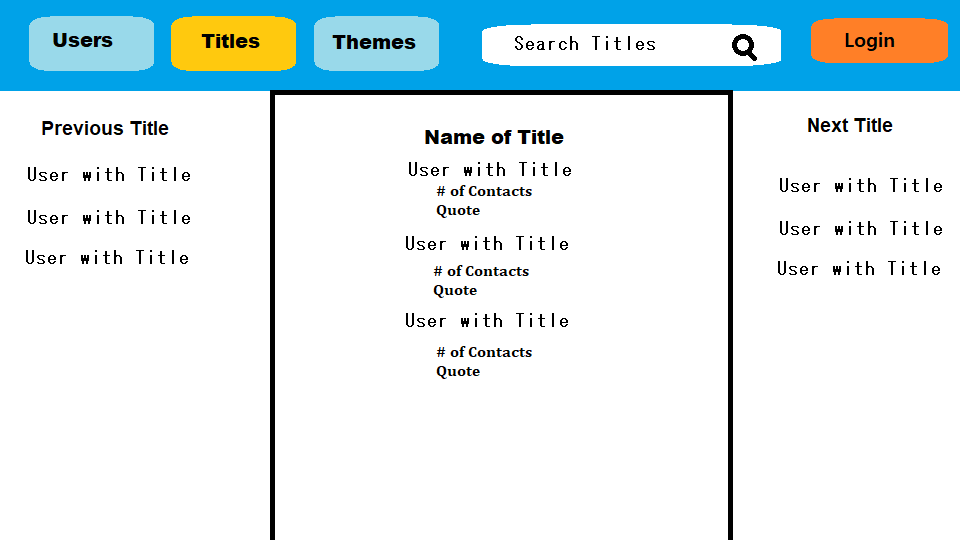 Users
Titles
Themes
Search Titles
Login
Previous Title
User with Title
User with Title
User with Title
Name of Title
User with Title
# of Contacts
Quote
User with Title
# of Contacts
Quote
User with Title
# of Contacts
Quote
Next Title
User with Title
User with Title
User with Title